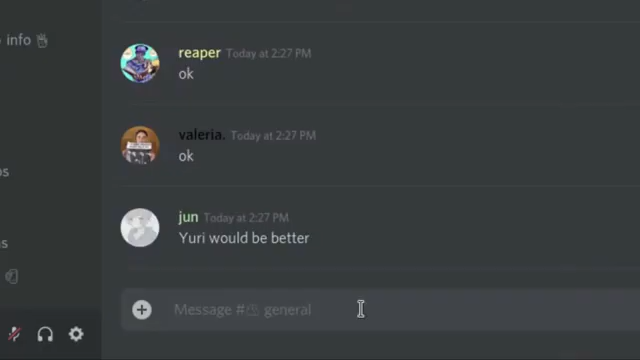 info
reaper Today at 2:27 PM
ok
valeria. Today at 2:27 PM
ok
jun Today at 2:27 PM
Yuri would be better
Message # general